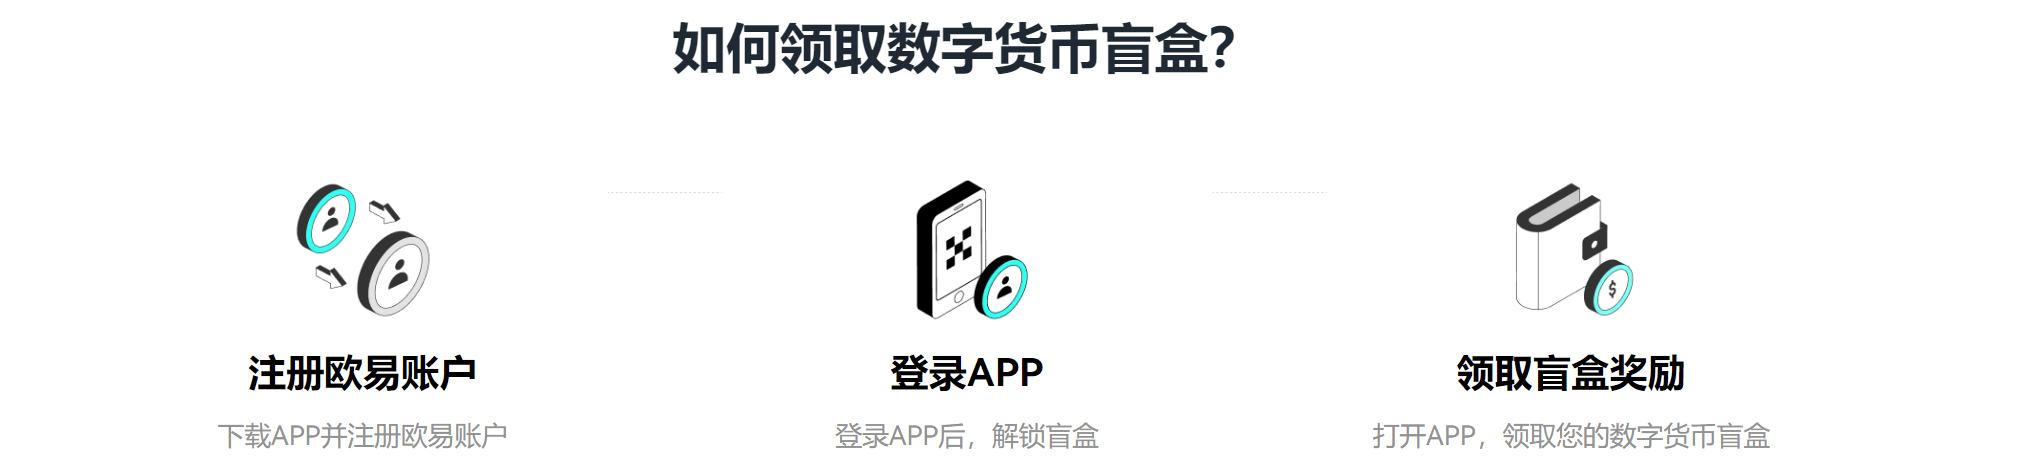 如何领取数字货币盲盒？
注册欧易账户
下载APP并注册欧易账户
登录APP
登录APP后，解锁盲盒
领取盲盒奖励
打开APP，领取您的数字货币盲盒